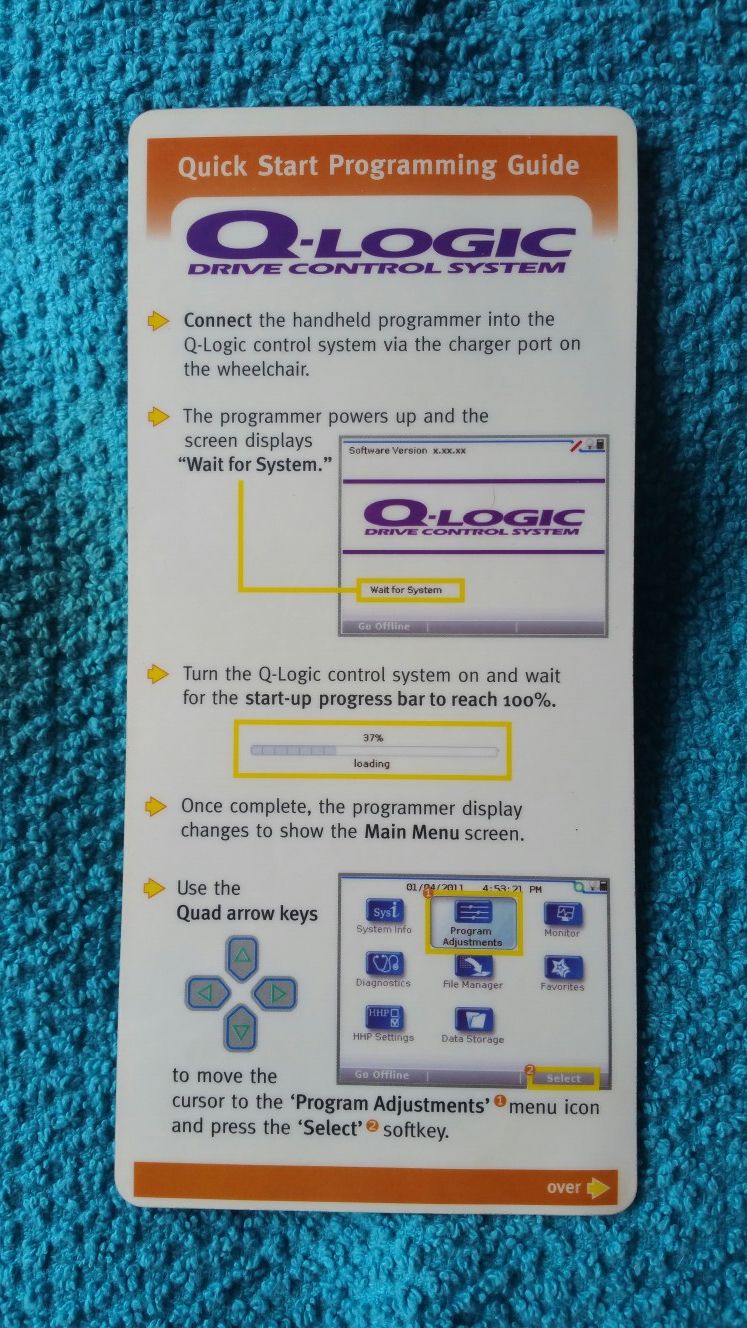 Quick Start Programming Guide
Q-LOGIC
DRIVE CONTROL SYSTEM
Connect the handheld programmer into the
Q-Logic control system via the charger port on
the wheelchair.
The programmer powers up and the
screen displays
“Wait for System.”
Software Version x.xx.xx
Q-LOGIC
DRIVE CONTROL SYSTEM
Wait for System
Go Offline
Turn the Q-Logic control system on and wait
for the start-up progress bar to reach 100%.
37%
loading
Once complete, the programmer display
changes to show the Main Menu screen.
Use the
Quad arrow keys
01/04/2011 4:53:21 PM
1
Sysi
System Info
Program
Adjustments
Monitor
Diagnostics
File Manager
Favorites
HHP
HHP Settings
Data Storage
2
Go Offline
Select
to move the
cursor to the ‘Program Adjustments’ 1 menu icon
and press the ‘Select’ 2 softkey.
over